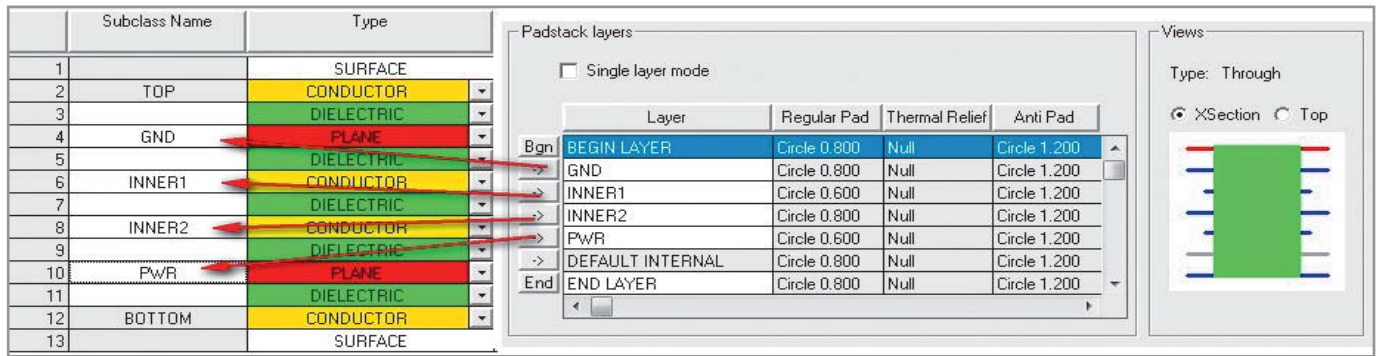 Subclass Name Type
1 SURFACE
2 TOP CONDUCTOR
3 DIELECTRIC
4 GND PLANE
5 DIELECTRIC
6 INNER1 CONDUCTOR
7 DIELECTRIC
8 INNER2 CONDUCTOR
9 DIELECTRIC
10 PWR PLANE
11 DIELECTRIC
12 BOTTOM CONDUCTOR
13 SURFACE
Padstack layers
Single layer mode
Layer Regular Pad Thermal Relief Anti Pad
Bgn BEGIN LAYER Circle 0.800 Null Circle 1.200
-> GND Circle 0.800 Null Circle 1.200
-> INNER1 Circle 0.600 Null Circle 1.200
-> INNER2 Circle 0.800 Null Circle 1.200
-> PWR Circle 0.600 Null Circle 1.200
-> DEFAULT INTERNAL Circle 0.800 Null Circle 1.200
End END LAYER Circle 0.800 Null Circle 1.200
Views
Type: Through
XSection Top